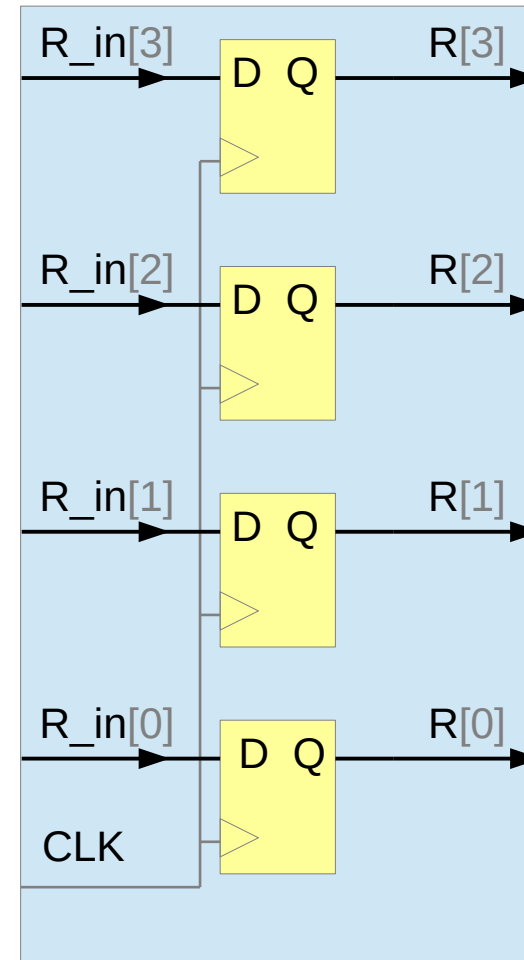 R_in[3] R[3]
D Q
R_in[2] R[2]
D Q
R_in[1] R[1]
D Q
R_in[0] R[0]
D Q
CLK